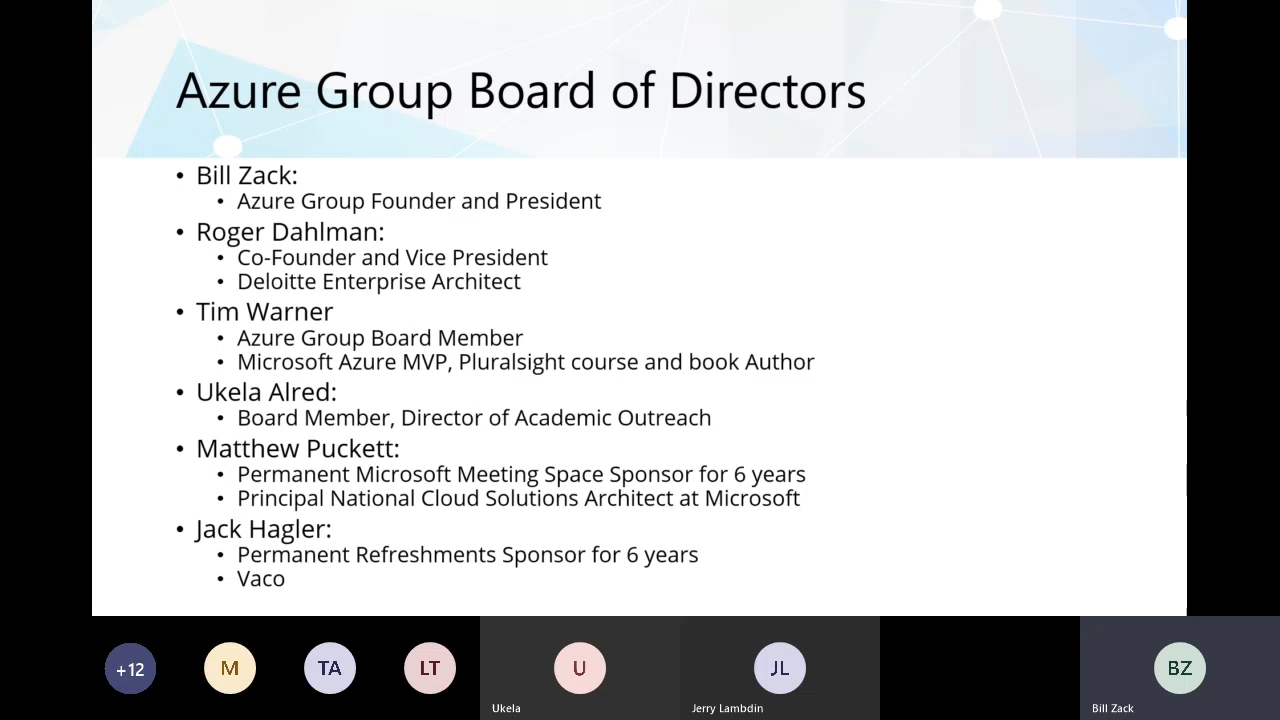 Azure Group Board of Directors
• Bill Zack:
• Azure Group Founder and President
• Roger Dahlman:
• Co-Founder and Vice President
• Deloitte Enterprise Architect
• Tim Warner
• Azure Group Board Member
• Microsoft Azure MVP, Pluralsight course and book Author
• Ukela Alred:
• Board Member, Director of Academic Outreach
• Matthew Puckett:
• Permanent Microsoft Meeting Space Sponsor for 6 years
• Principal National Cloud Solutions Architect at Microsoft
• Jack Hagler:
• Permanent Refreshments Sponsor for 6 years
• Vaco
+12 M TA LT U JL BZ
Ukela Jerry Lambdin Bill Zack